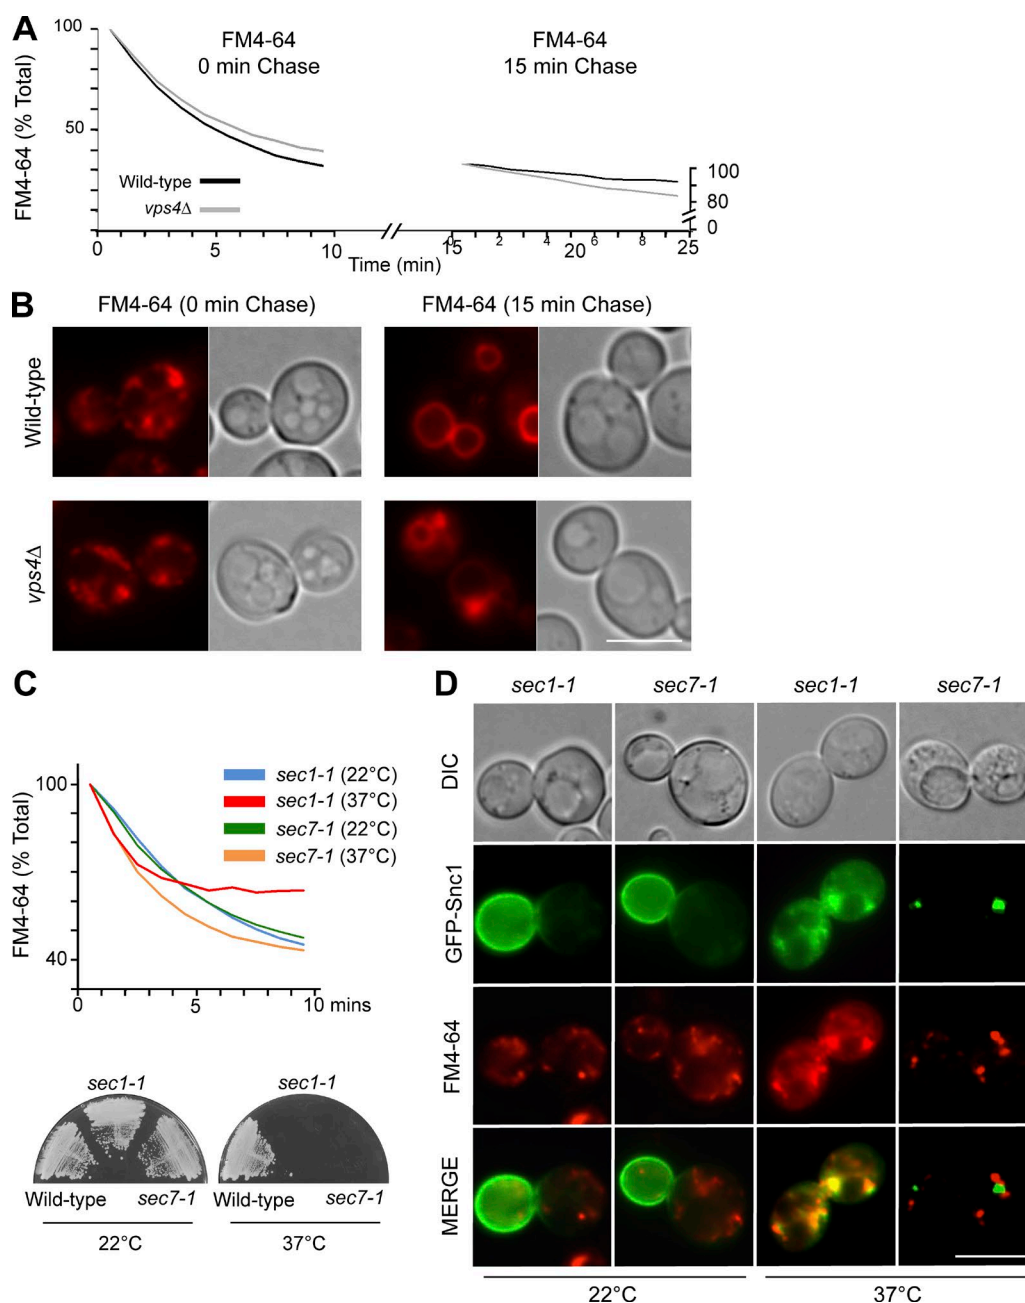 A
FM4-64
0 min Chase
FM4-64
15 min Chase
FM4-64 (% Total)
100
50
Wild-type
vps4Δ
0
5
10
15
20
25
0
2
4
6
8
100
80
0
Time (min)
B
FM4-64 (0 min Chase)
FM4-64 (15 min Chase)
Wild-type
vps4Δ
C
FM4-64 (% Total)
100
40
sec1-1 (22°C)
sec1-1 (37°C)
sec7-1 (22°C)
sec7-1 (37°C)
0
5
10 mins
sec1-1
sec1-1
Wild-type
sec7-1
Wild-type
sec7-1
22°C
37°C
D
sec1-1
sec7-1
sec1-1
sec7-1
DIC
GFP-Snc1
FM4-64
MERGE
22°C
37°C